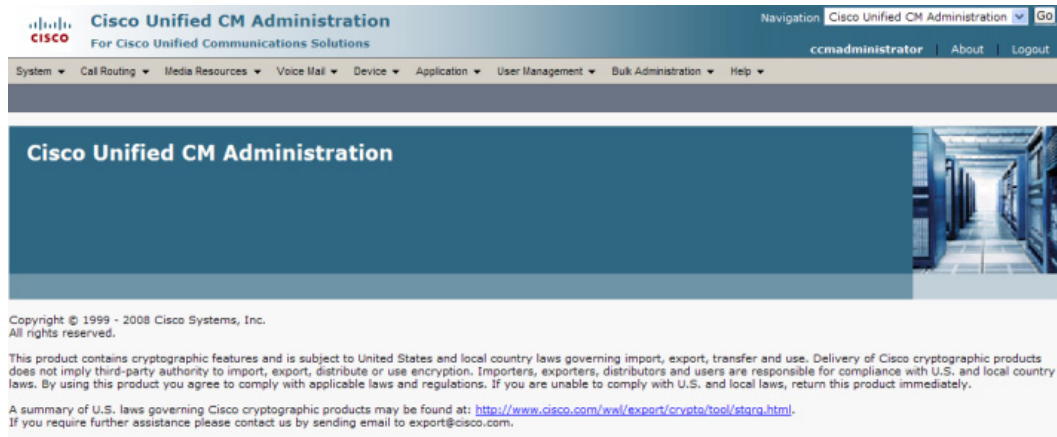 CISCO
Cisco Unified CM Administration
For Cisco Unified Communications Solutions
Navigation Cisco Unified CM Administration Go
ccmadministrator | About | Logout
System Call Routing Media Resources Voice Mail Device Application User Management Bulk Administration Help
Cisco Unified CM Administration
Copyright © 1999 - 2008 Cisco Systems, Inc.
All rights reserved.
This product contains cryptographic features and is subject to United States and local country laws governing import, export, transfer and use. Delivery of Cisco cryptographic products
does not imply third-party authority to import, export, distribute or use encryption. Importers, exporters, distributors and users are responsible for compliance with U.S. and local country
laws. By using this product you agree to comply with applicable laws and regulations. If you are unable to comply with U.S. and local laws, return this product immediately.
A summary of U.S. laws governing Cisco cryptographic products may be found at: http://www.cisco.com/wwl/export/crypto/tool/stqrg.html.
If you require further assistance please contact us by sending email to export@cisco.com.